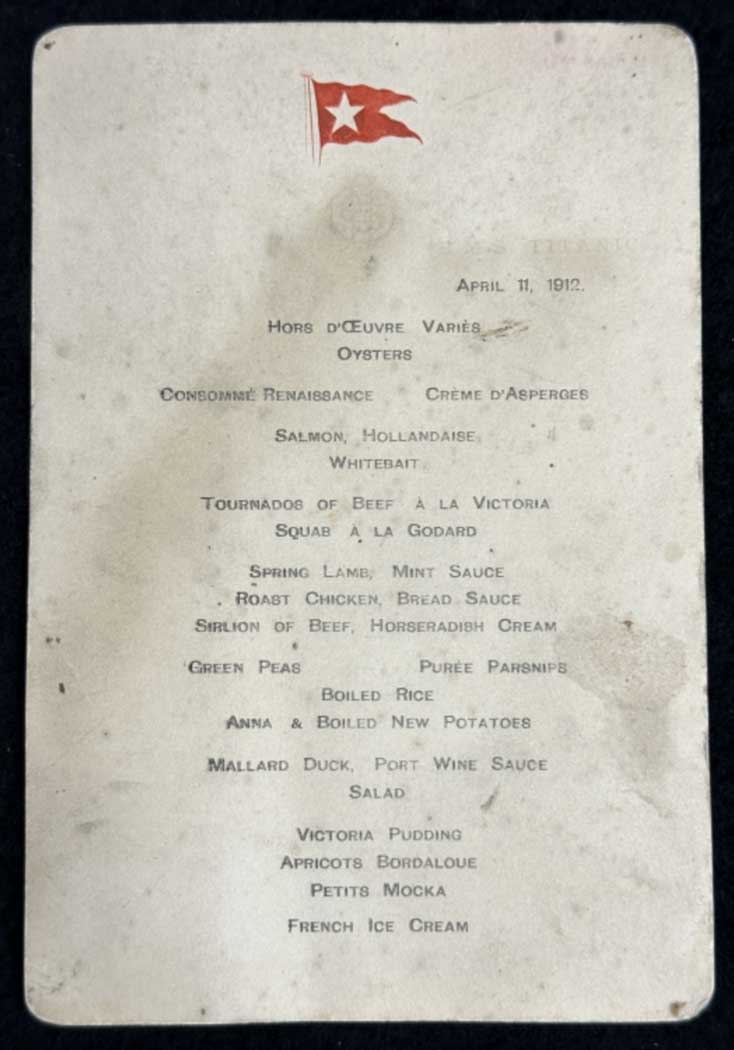 April 11, 1912.
Hors d'Œuvre Variès
Oysters
Consommé Renaissance Crème d'Asperges
Salmon, Hollandaise
Whitebait
Tournados of Beef à la Victoria
Squab à la Godard
Spring Lamb, Mint Sauce
Roast Chicken, Bread Sauce
Sirlion of Beef, Horseradish Cream
Green Peas Purée Parsnips
Boiled Rice
Anna & Boiled New Potatoes
Mallard Duck, Port Wine Sauce
Salad
Victoria Pudding
Apricots Bordaloue
Petits Mocka
French Ice Cream